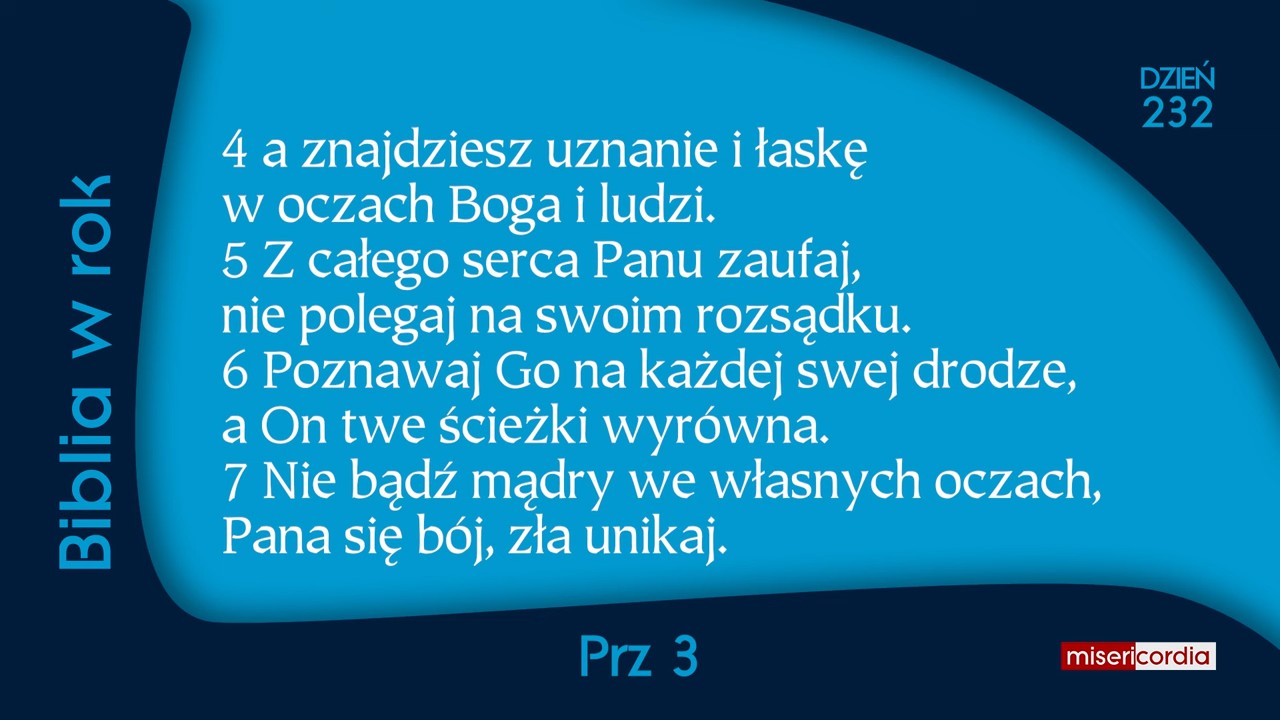 DZIEŃ
232
4 a znajdziesz uznanie i łaskę
w oczach Boga i ludzi.
5 Z całego serca Panu zaufaj,
nie polegaj na swoim rozsądku.
6 Poznawaj Go na każdej swej drodze,
a On twe ścieżki wyrówna.
7 Nie bądź mądry we własnych oczach,
Pana się bój, zła unikaj.
Biblia w rok
Prz 3
misericordia